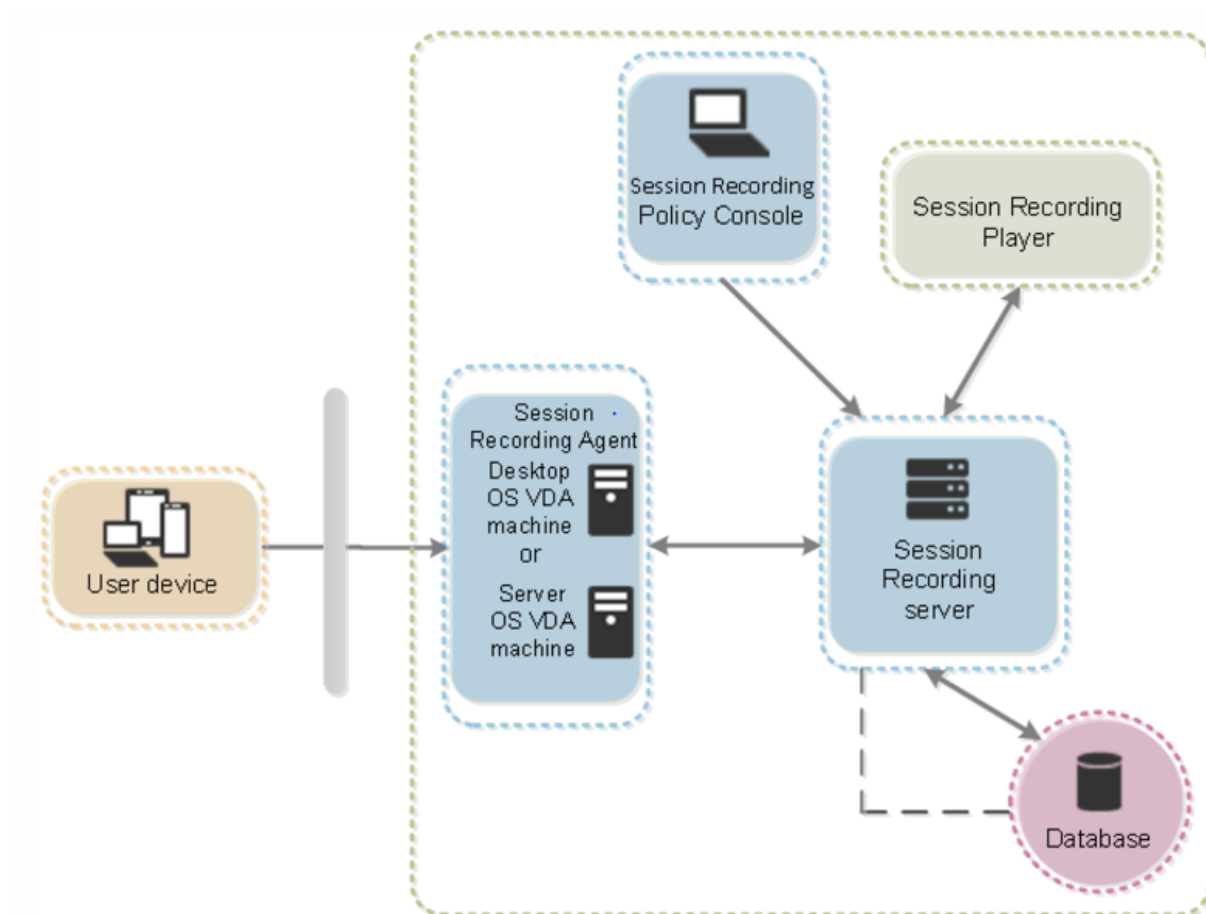 Session Recording
Policy Console
Session Recording
Player
Session
Recording Agent
Desktop
OS VDA
machine
or
Server
OS VDA
machine
User device
Session
Recording
server
Database